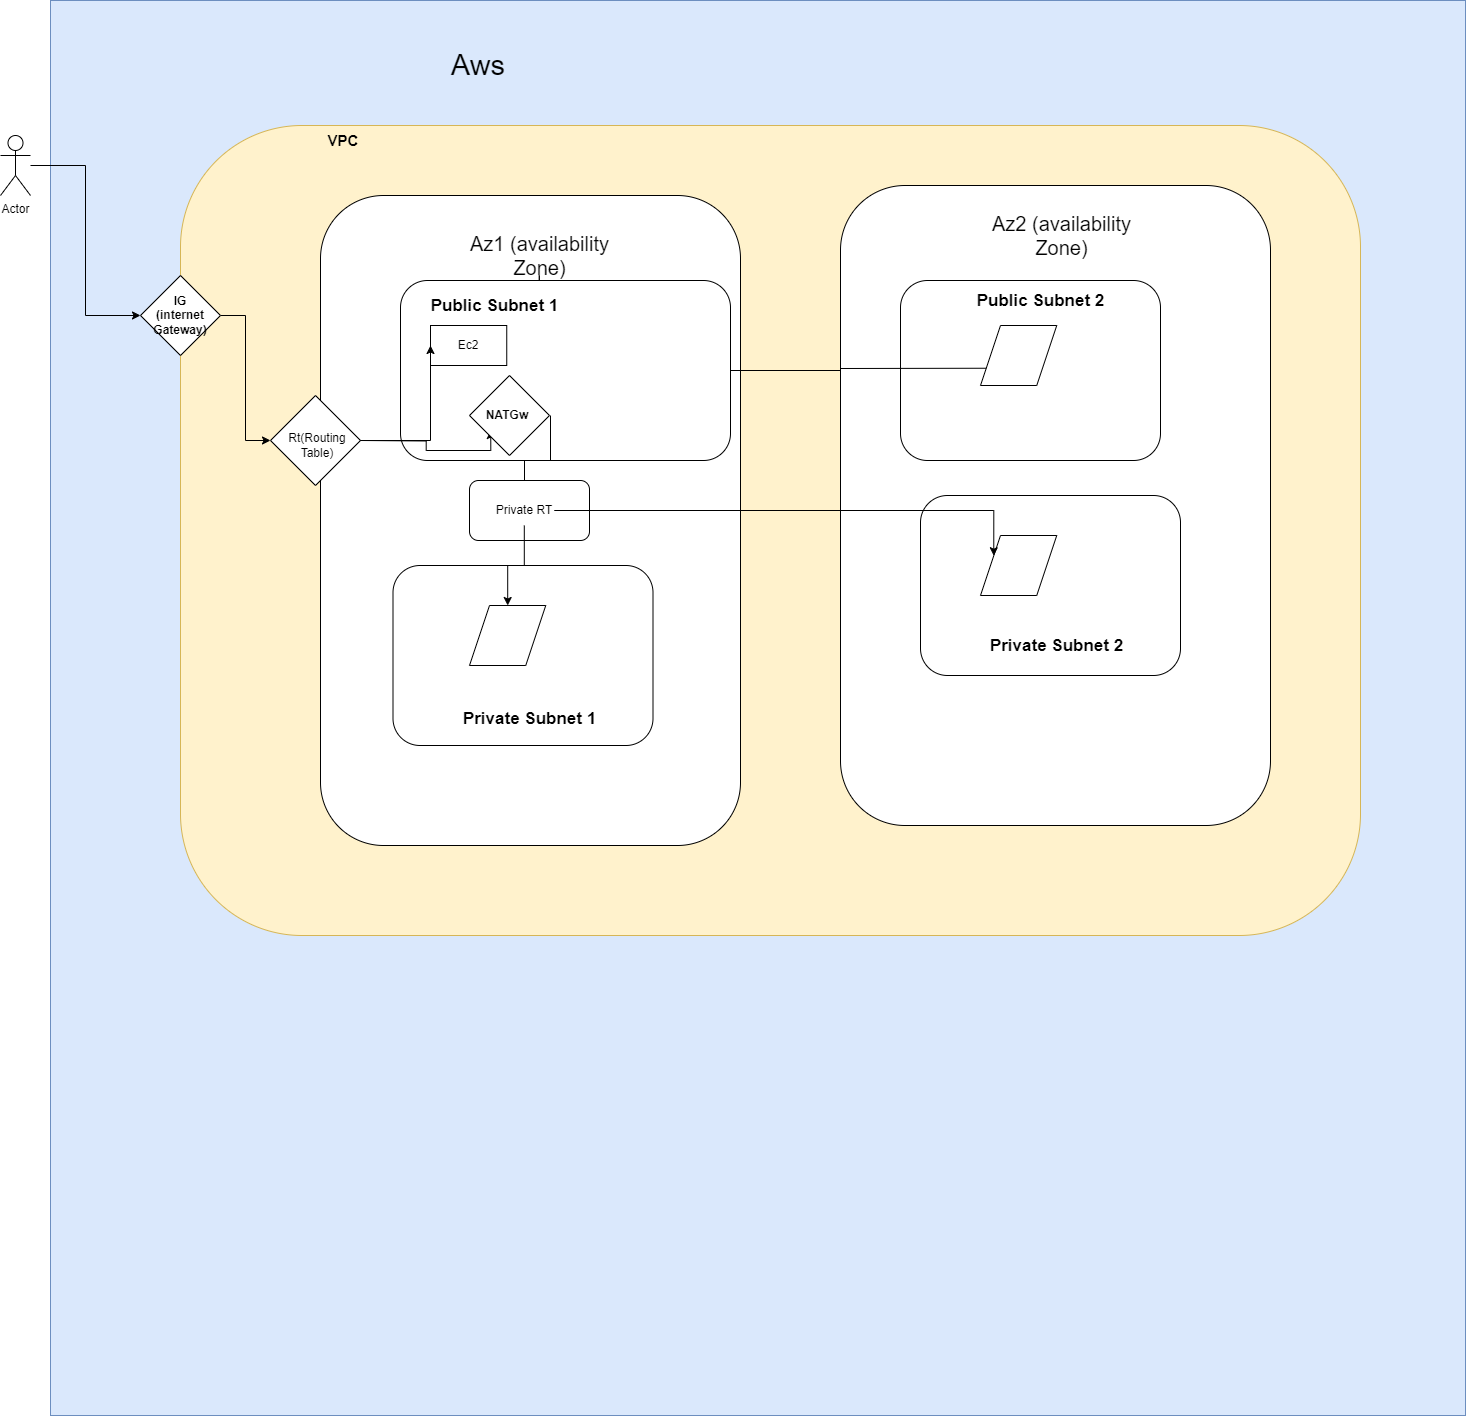 Aws
VPC
Actor
Az1 (availability
Zone)
Az2 (availability
Zone)
Public Subnet 1
Public Subnet 2
IG
(internet
Gateway)
Ec2
NATGw
Rt(Routing
Table)
Private RT
Private Subnet 2
Private Subnet 1